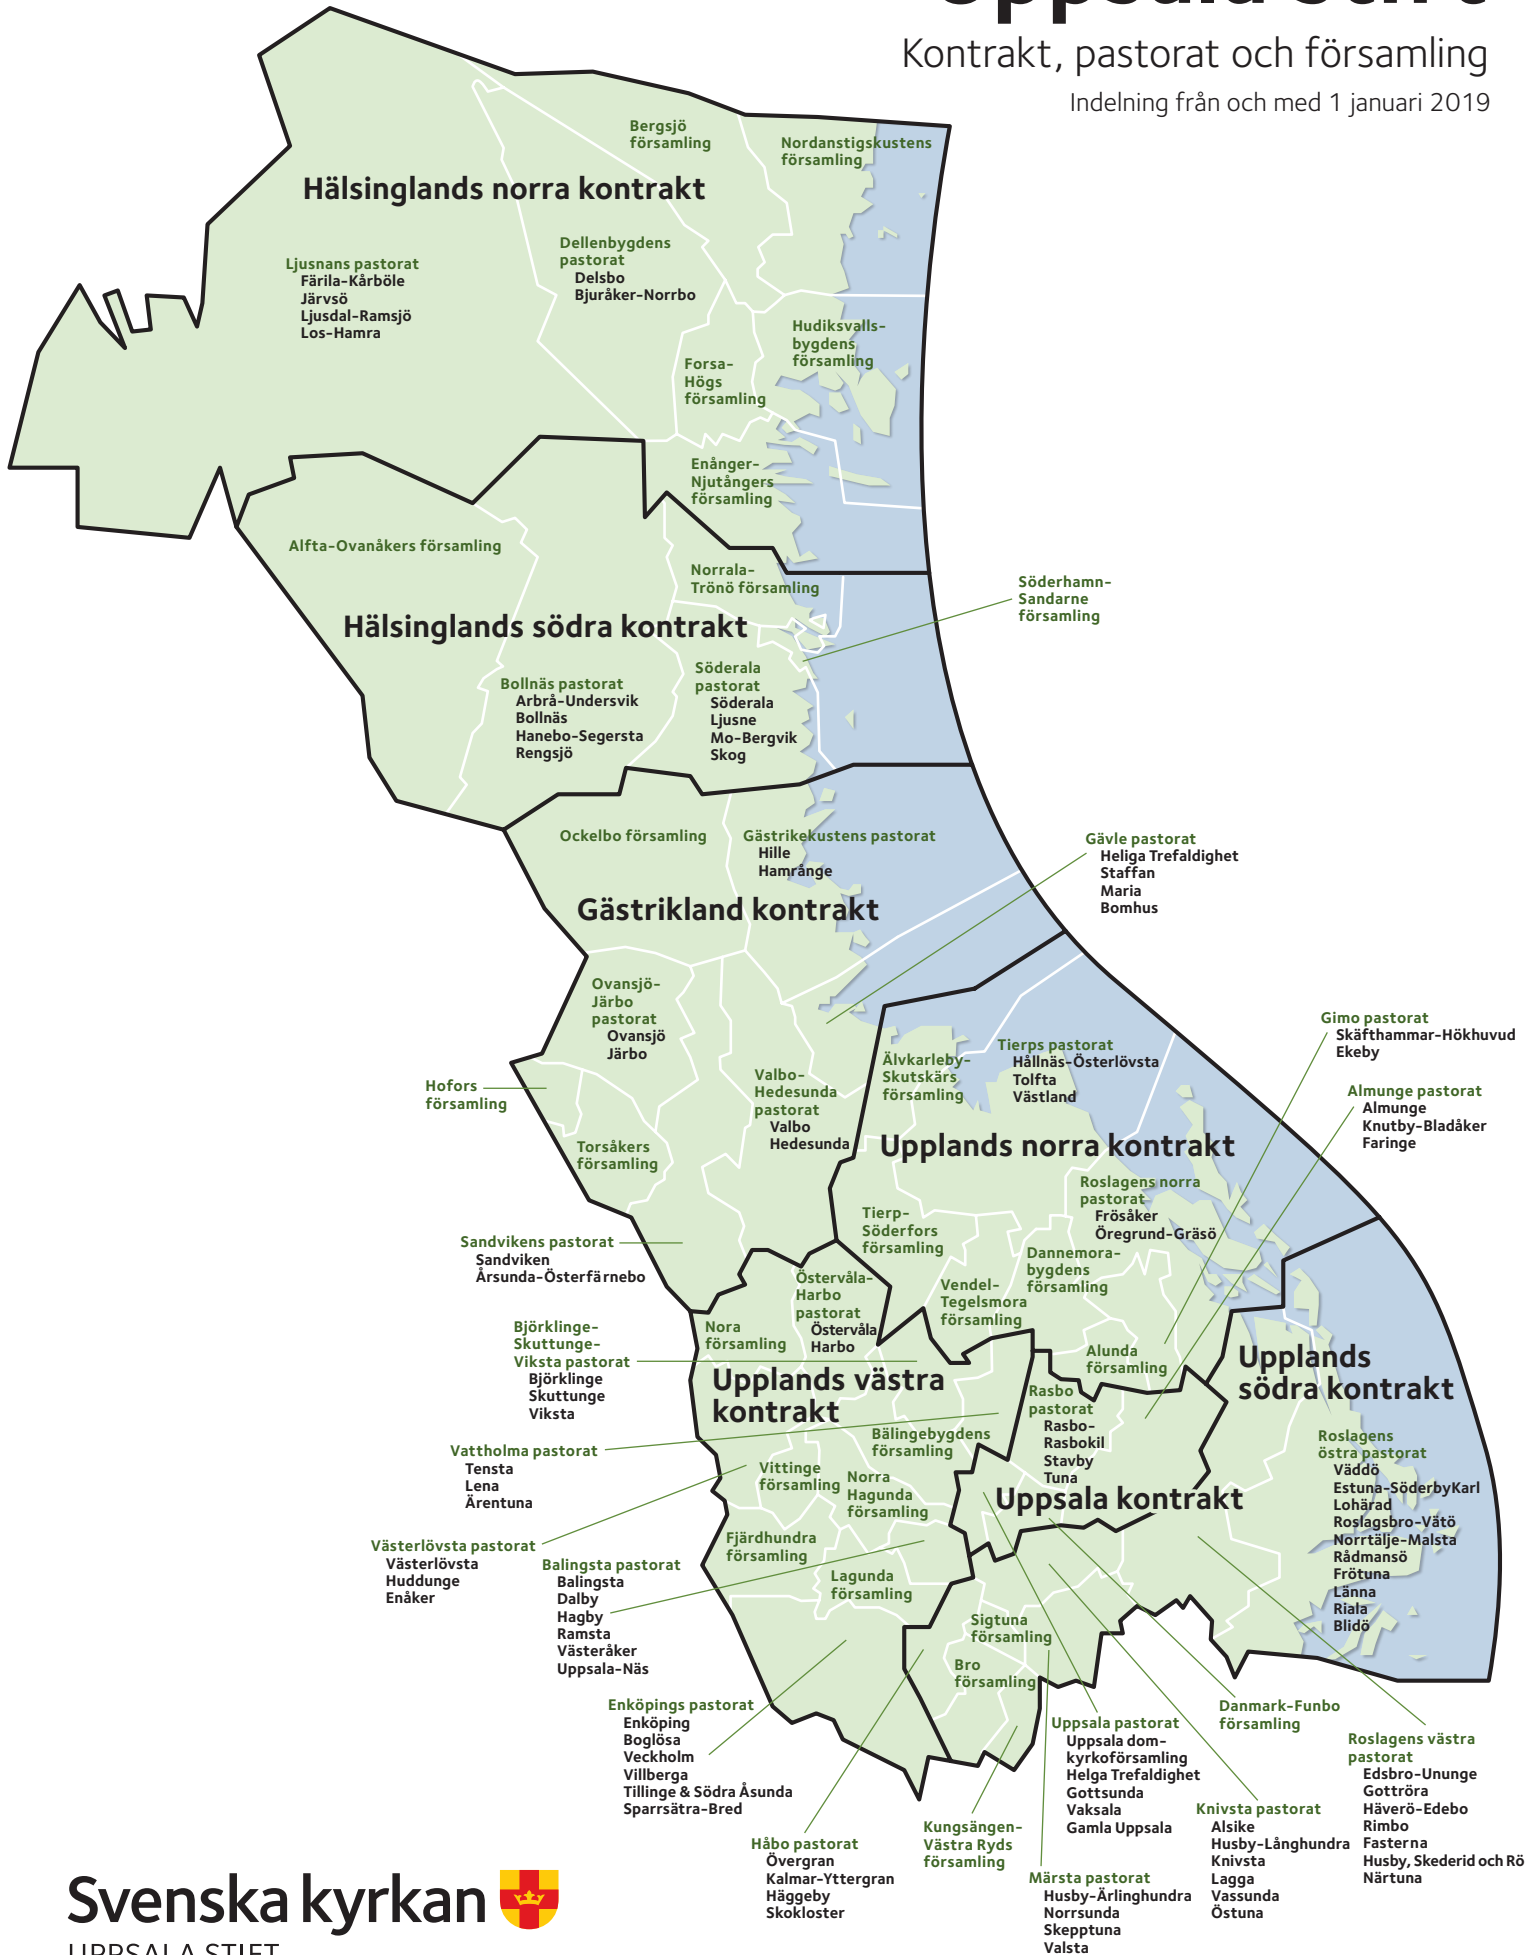 Uppsala stift
Kontrakt, pastorat och församling
Indelning från och med 1 januari 2019
Bergsjö
församling
Nordanstigskustens
församling
Hälsinglands norra kontrakt
Ljusnans pastorat
Färila-Kårböle
Järvsö
Ljusdal-Ramsjö
Los-Hamra
Dellenbygdens
pastorat
Delsbo
Bjuråker-Norrbo
Hudiksvalls-
bygdens
församling
Forsa-
Högs
församling
Enånger-
Njutångers
församling
Alfta-Ovanåkers församling
Norrala-
Trönö församling
Söderhamn-
Sandarne
församling
Hälsinglands södra kontrakt
Bollnäs pastorat
Arbrå-Undersvik
Bollnäs
Hanebo-Segersta
Rengsjö
Söderala
pastorat
Söderala
Ljusne
Mo-Bergvik
Skog
Ockelbo församling
Gästrikekustens pastorat
Hille
Hamrånge
Gävle pastorat
Heliga Trefaldighet
Staffan
Maria
Bomhus
Gästrikland kontrakt
Ovansjö-
Järbo
pastorat
Ovansjö
Järbo
Hofors
församling
Torsåkers
församling
Valbo-
Hedesunda
pastorat
Valbo
Hedesunda
Älvkarleby-
Skutskärs
församling
Tierps pastorat
Hållnäs-Österlövsta
Tolfta
Västland
Gimo pastorat
Skäfthammar-Hökhuvud
Ekeby
Almunge pastorat
Almunge
Knutby-Bladåker
Faringe
Upplands norra kontrakt
Roslagens norra
pastorat
Frösåker
Öregrund-Gräsö
Tierp-
Söderfors
församling
Dannemora-
bygdens
församling
Vendel-
Tegelsmora
församling
Alunda
församling
Sandvikens pastorat
Sandviken
Årsunda-Österfärnebo
Östervåla-
Harbo
pastorat
Östervåla
Harbo
Nora
församling
Björklinge-
Skuttunge-
Viksta pastorat
Björklinge
Skuttunge
Viksta
Upplands västra
kontrakt
Upplands
södra kontrakt
Rasbo
pastorat
Rasbo-
Rasbokil
Stavby
Tuna
Bälingebygdens
församling
Vattholma pastorat
Tensta
Lena
Ärentuna
Vittinge
församling
Norra
Hagunda
församling
Uppsala kontrakt
Roslagens
östra pastorat
Väddö
Estuna-SöderbyKarl
Lohärad
Roslagsbro-Vätö
Norrtälje-Malsta
Rådmansö
Frötuna
Länna
Riala
Blidö
Fjärdhundra
församling
Västerlövsta pastorat
Västerlövsta
Huddunge
Enåker
Balingsta pastorat
Balingsta
Dalby
Hagby
Ramsta
Västeråker
Uppsala-Näs
Lagunda
församling
Sigtuna
församling
Bro
församling
Enköpings pastorat
Enköping
Boglösa
Veckholm
Villberga
Tillinge & Södra Åsunda
Sparrsätra-Bred
Håbo pastorat
Övergran
Kalmar-Yttergran
Häggeby
Skokloster
Kungsängen-
Västra Ryds
församling
Uppsala pastorat
Uppsala dom-
kyrkoförsamling
Helga Trefaldighet
Gottsunda
Vaksala
Gamla Uppsala
Märsta pastorat
Husby-Ärlinghundra
Norrsunda
Skepptuna
Valsta
Danmark-Funbo
församling
Knivsta pastorat
Alsike
Husby-Långhundra
Knivsta
Lagga
Vassunda
Östuna
Roslagens västra
pastorat
Edsbro-Ununge
Gottröra
Häverö-Edebo
Rimbo
Fasterna
Husby, Skederid och Rö
Närtuna
Svenska kyrkan
UPPSALA STIFT